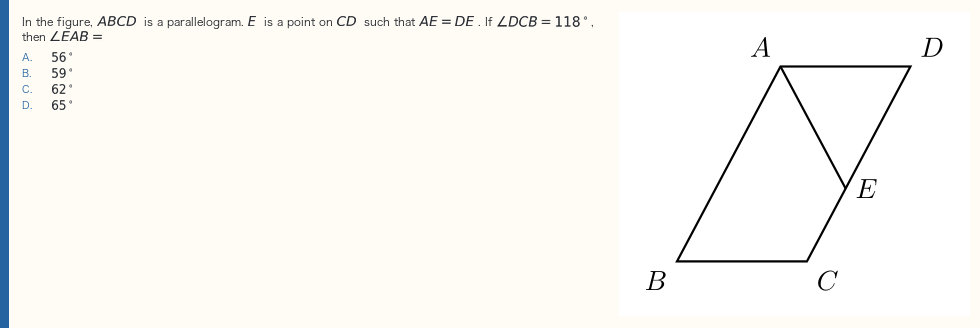 In the figure, ABCD is a parallelogram. E is a point on CD such that AE = DE . If ∠DCB = 118° ,
then ∠EAB =
A. 56°
B. 59°
C. 62°
D. 65°
A
D
E
B
C